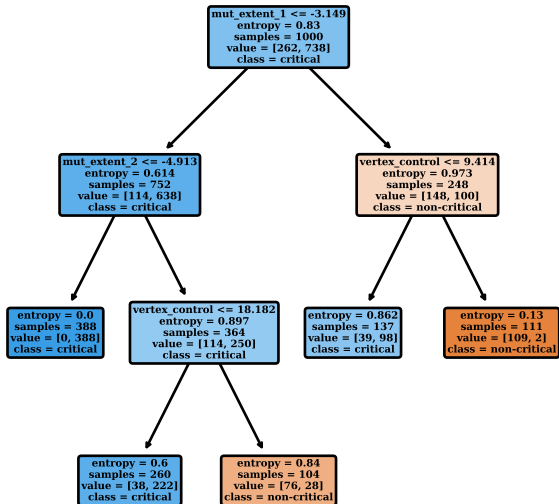 mut_extent_1 <= -3.149
entropy = 0.83
samples = 1000
value = [262, 738]
class = critical
mut_extent_2 <= -4.913
entropy = 0.614
samples = 752
value = [114, 638]
class = critical
vertex_control <= 9.414
entropy = 0.973
samples = 248
value = [148, 100]
class = non-critical
entropy = 0.0
samples = 388
value = [0, 388]
class = critical
vertex_control <= 18.182
entropy = 0.897
samples = 364
value = [114, 250]
class = critical
entropy = 0.862
samples = 137
value = [39, 98]
class = critical
entropy = 0.13
samples = 111
value = [109, 2]
class = non-critical
entropy = 0.6
samples = 260
value = [38, 222]
class = critical
entropy = 0.84
samples = 104
value = [76, 28]
class = non-critical